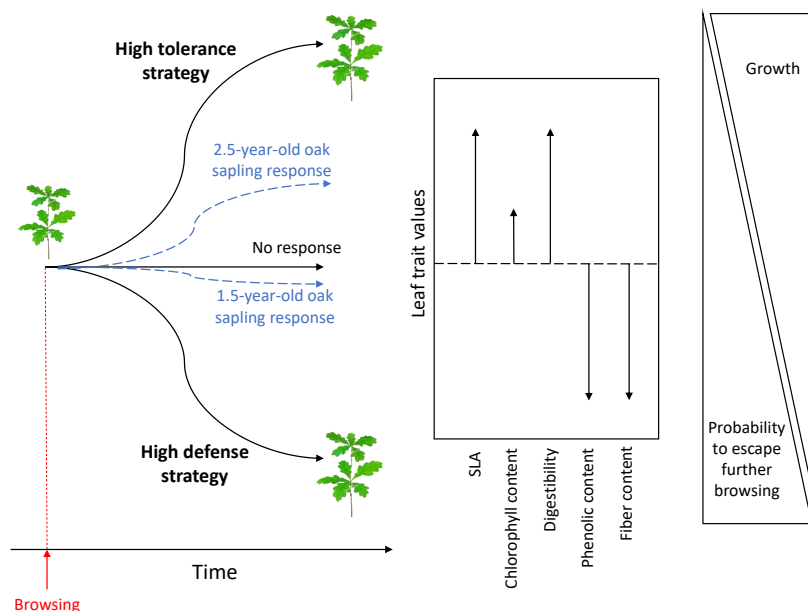 High tolerance
strategy
2.5-year-old oak
sapling response
No response
1.5-year-old oak
sapling response
High defense
strategy
Time
Browsing
Leaf trait values
SLA
Chlorophyll content
Digestibility
Phenolic content
Fiber content
Growth
Probability
to escape
further
browsing